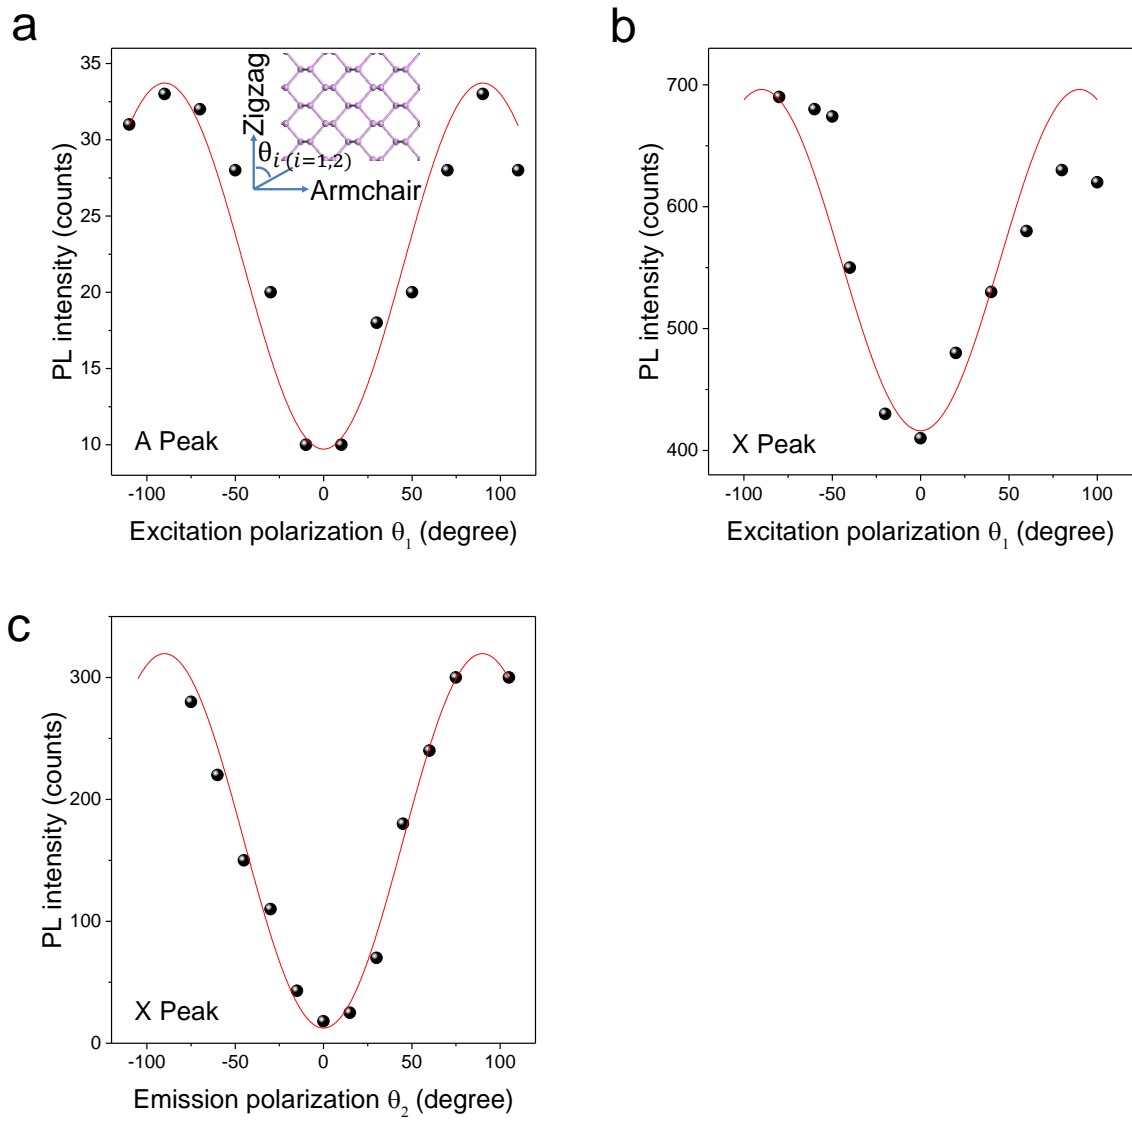 a
35
30
25
20
15
10
PL intensity (counts)
Zigzag
θi (i=1,2)
Armchair
A Peak
-100 -50 0 50 100
Excitation polarization θ1 (degree)
b
700
600
500
400
PL intensity (counts)
X Peak
-100 -50 0 50 100
Excitation polarization θ1 (degree)
c
300
200
100
0
PL intensity (counts)
X Peak
-100 -50 0 50 100
Emission polarization θ2 (degree)